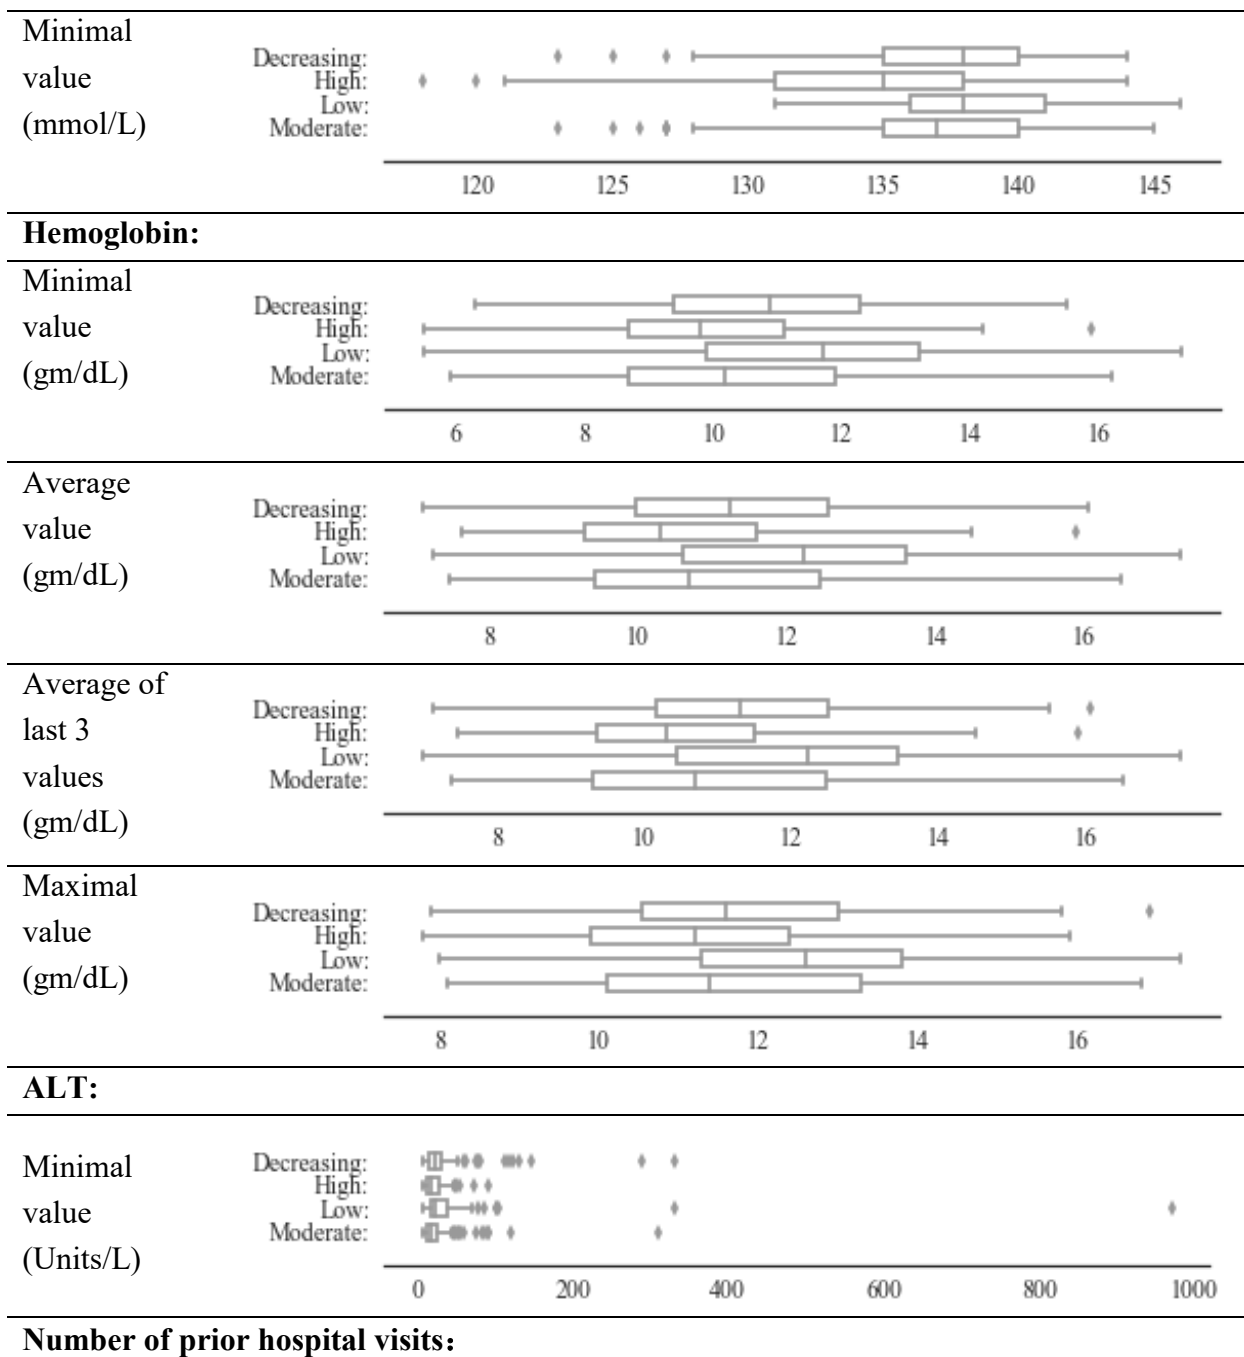 Minimal
value
(mmol/L)
Decreasing:
High:
Low:
Moderate:
120 125 130 135 140 145
Hemoglobin:
Minimal
value
(gm/dL)
Decreasing:
High:
Low:
Moderate:
6 8 10 12 14 16
Average
value
(gm/dL)
Decreasing:
High:
Low:
Moderate:
8 10 12 14 16
Average of
last 3
values
(gm/dL)
Decreasing:
High:
Low:
Moderate:
8 10 12 14 16
Maximal
value
(gm/dL)
Decreasing:
High:
Low:
Moderate:
8 10 12 14 16
ALT:
Minimal
value
(Units/L)
Decreasing:
High:
Low:
Moderate:
0 200 400 600 800 1000
Number of prior hospital visits：